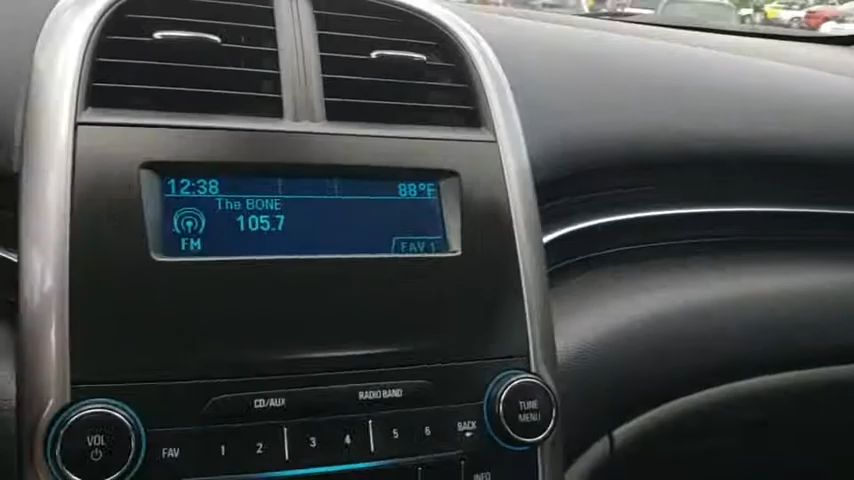 12:38 88°F
The BONE
105.7
FM FAV 1
CD/AUX RADIO BAND
VOL FAV 1 2 3 4 5 6 BACK TUNE
MENU
INFO